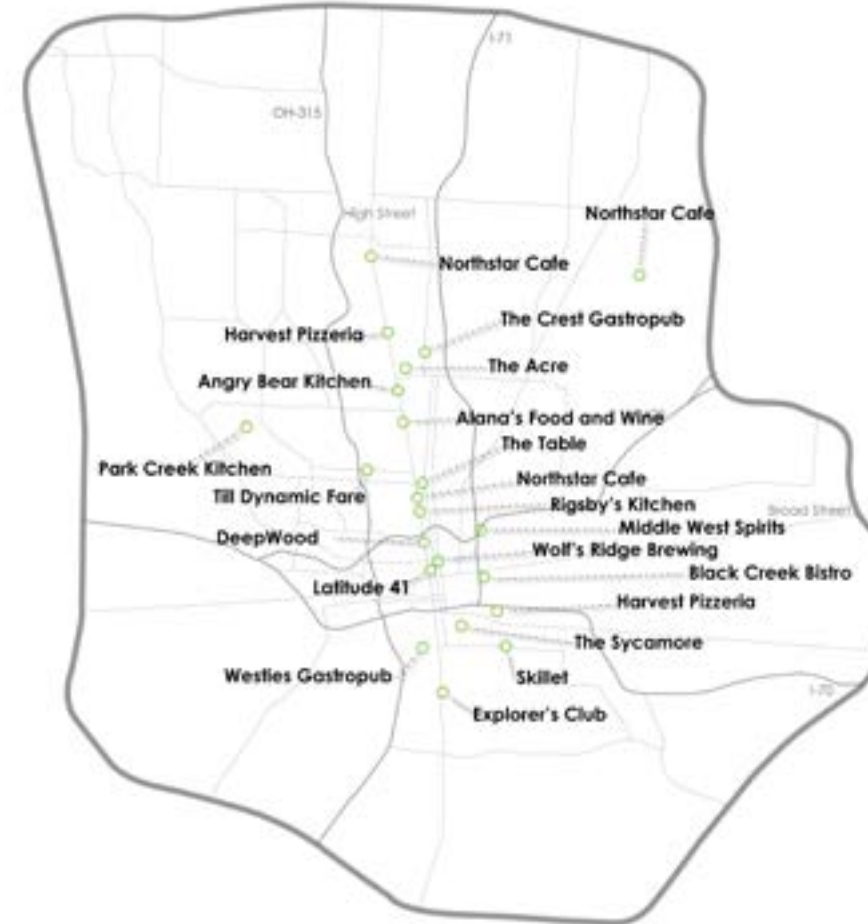 I-71
OH-315
High Street
Northstar Cafe
Northstar Cafe
The Crest Gastropub
Harvest Pizzeria
The Acre
Angry Bear Kitchen
Alana's Food and Wine
The Table
Park Creek Kitchen
Northstar Cafe
Till Dynamic Fare
Rigsby's Kitchen
Broad Street
Middle West Spirits
DeepWood
Wolf's Ridge Brewing
Black Creek Bistro
Latitude 41
Harvest Pizzeria
The Sycamore
Westies Gastropub
Skillet
I-70
Explorer's Club